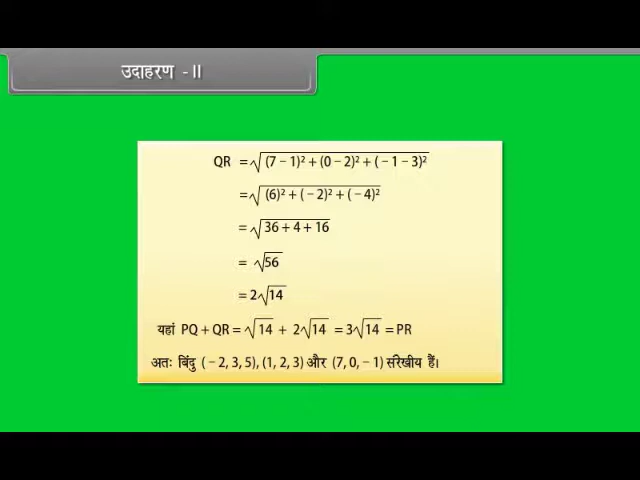 उदाहरण - II
QR = √(7 – 1)² + (0 – 2)² + (– 1 – 3)²
= √(6)² + (– 2)² + (– 4)²
= √36 + 4 + 16
= √56
= 2√14
यहां PQ + QR = √14 + 2√14 = 3√14 = PR
अतः बिंदु (– 2, 3, 5), (1, 2, 3) और (7, 0, – 1) संरेखीय हैं।